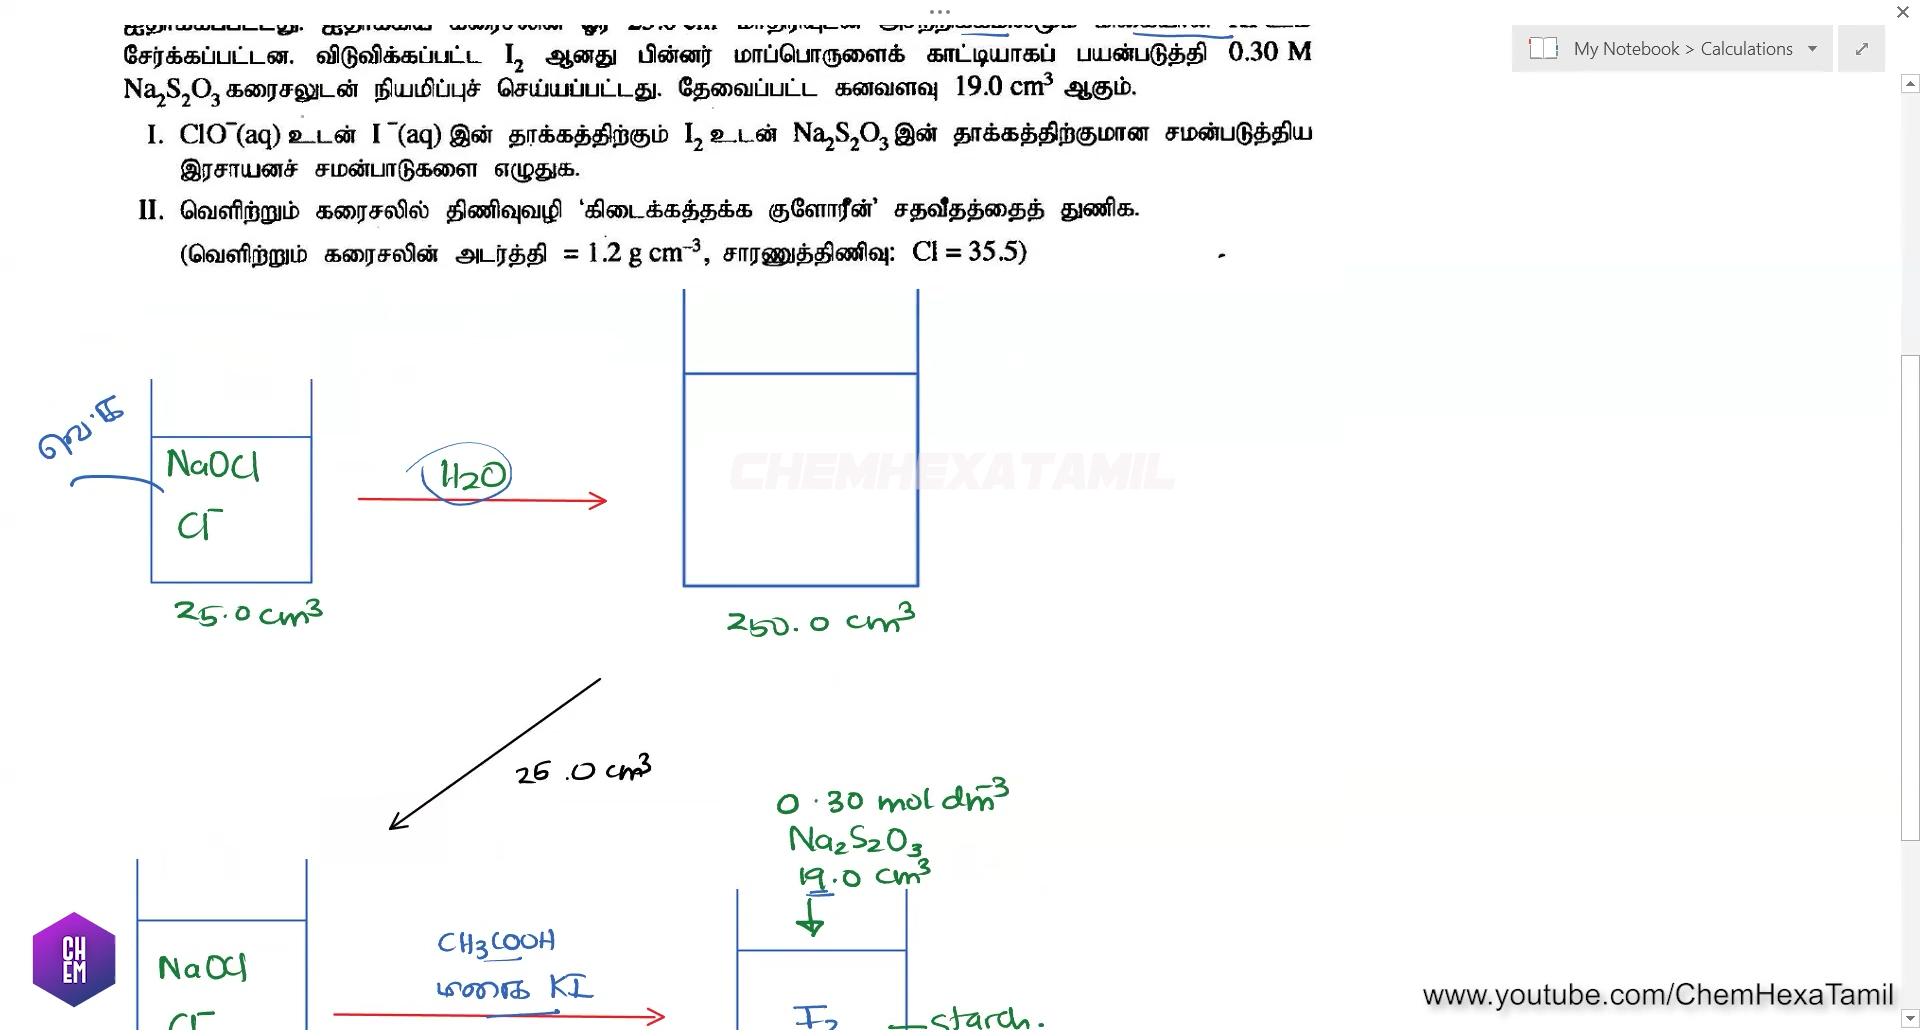 My Notebook > Calculations
சேர்க்கப்பட்டன. விடுவிக்கப்பட்ட I₂ ஆனது பின்னர் மாப்பொருளைக் காட்டியாகப் பயன்படுத்தி 0.30 M
Na₂S₂O₃ கரைசலுடன் நியமிப்புச் செய்யப்பட்டது. தேவைப்பட்ட கனவளவு 19.0 cm³ ஆகும்.
I. ClO⁻(aq) உடன் I⁻(aq) இன் தாக்கத்திற்கும் I₂ உடன் Na₂S₂O₃ இன் தாக்கத்திற்குமான சமன்படுத்திய
இரசாயனச் சமன்பாடுகளை எழுதுக.
II. வெளிற்றும் கரைசலில் திணிவுவழி ‘கிடைக்கத்தக்க குளோரீன்’ சதவீதத்தைத் துணிக.
(வெளிற்றும் கரைசலின் அடர்த்தி = 1.2 g cm⁻³, சாரணுத்திணிவு: Cl = 35.5)
வெ.க
NaOCl
Cl⁻
25.0 cm³
H₂O
CHEMHEXATAMIL
250.0 cm³
25.0 cm³
0.30 mol dm⁻³
Na₂S₂O₃
19.0 cm³
CH₃COOH
KI
NaOCl
Cl⁻
I₂
starch.
CH
EM
www.youtube.com/ChemHexaTamil